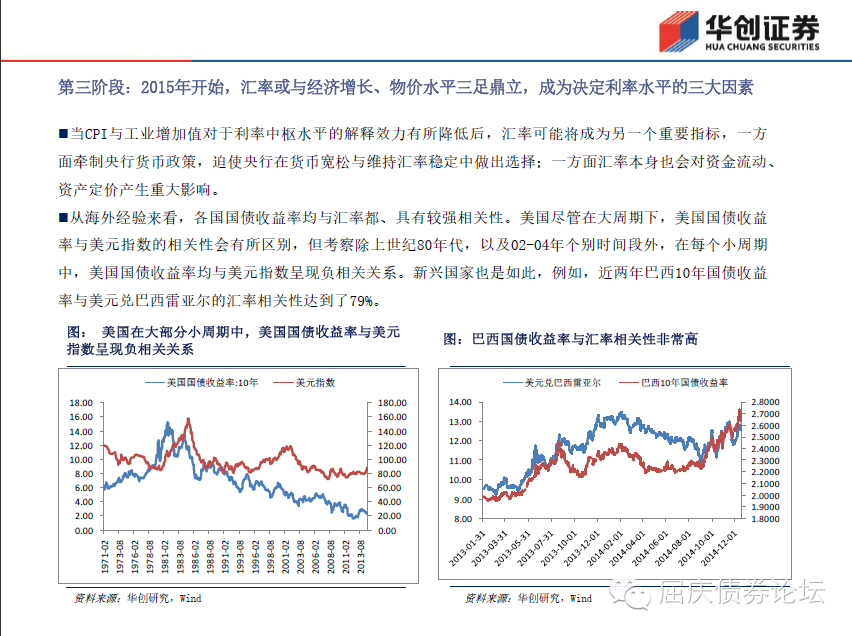 华创证券
HUA CHUANG SECURITIES
第三阶段：2015年开始，汇率或与经济增长、物价水平三足鼎立，成为决定利率水平的三大因素
■当CPI与工业增加值对于利率中枢水平的解释效力有所降低后，汇率可能将成为另一个重要指标，一方
面牵制央行货币政策，迫使央行在货币宽松与维持汇率稳定中做出选择；一方面汇率本身也会对资金流动、
资产定价产生重大影响。
■从海外经验来看，各国国债收益率均与汇率都、具有较强相关性。美国尽管在大周期下，美国国债收益
率与美元指数的相关性会有所区别，但考察除上世纪80年代，以及02-04年个别时间段外，在每个小周期
中，美国国债收益率均与美元指数呈现负相关关系。新兴国家也是如此，例如，近两年巴西10年国债收益
率与美元兑巴西雷亚尔的汇率相关性达到了79%。
图： 美国在大部分小周期中，美国国债收益率与美元
指数呈现负相关关系
美国国债收益率:10年 美元指数
18.00 180.00
16.00 160.00
14.00 140.00
12.00 120.00
10.00 100.00
8.00 80.00
6.00 60.00
4.00 40.00
2.00 20.00
0.00 0.00
1971-02 1973-08 1976-02 1978-08 1981-02 1983-08 1986-02 1988-08 1991-02 1993-08 1996-02 1998-08 2001-02 2003-08 2006-02 2008-08 2011-02 2013-08
资料来源：华创研究，Wind
图：巴西国债收益率与汇率相关性非常高
美元兑巴西雷亚尔 巴西10年国债收益率
14.00 2.8000
2.7000
13.00 2.6000
2.5000
12.00 2.4000
11.00 2.3000
2.2000
10.00 2.1000
9.00 2.0000
1.9000
8.00 1.8000
2013-01-31 2013-03-31 2013-05-31 2013-07-31 2013-10-01 2013-12-01 2014-02-01 2014-04-01 2014-06-01 2014-08-01 2014-10-01 2014-12-01
资料来源：华创研究，Wind
屈庆债券论坛